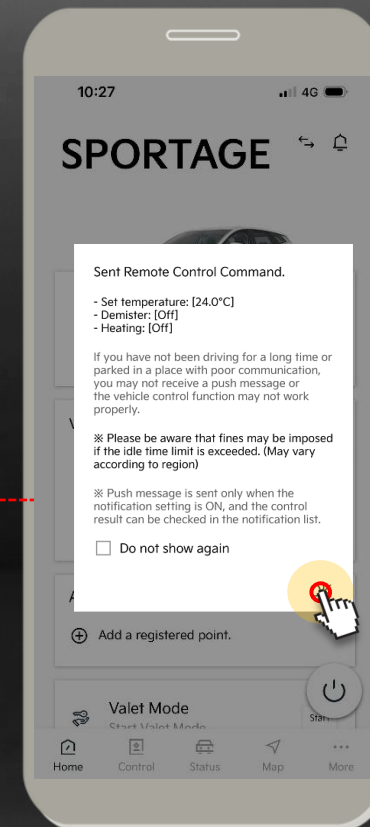 10:27
4G
SPORTAGE
Sent Remote Control Command.
- Set temperature: [24.0°C]
- Demister: [Off]
- Heating: [Off]
If you have not been driving for a long time or
parked in a place with poor communication,
you may not receive a push message or
the vehicle control function may not work
properly.
※ Please be aware that fines may be imposed
if the idle time limit is exceeded. (May vary
according to region)
※ Push message is sent only when the
notification setting is ON, and the control
result can be checked in the notification list.
Do not show again
Add a registered point.
Valet Mode
Start Valet Mode
Start
Home Control Status Map More